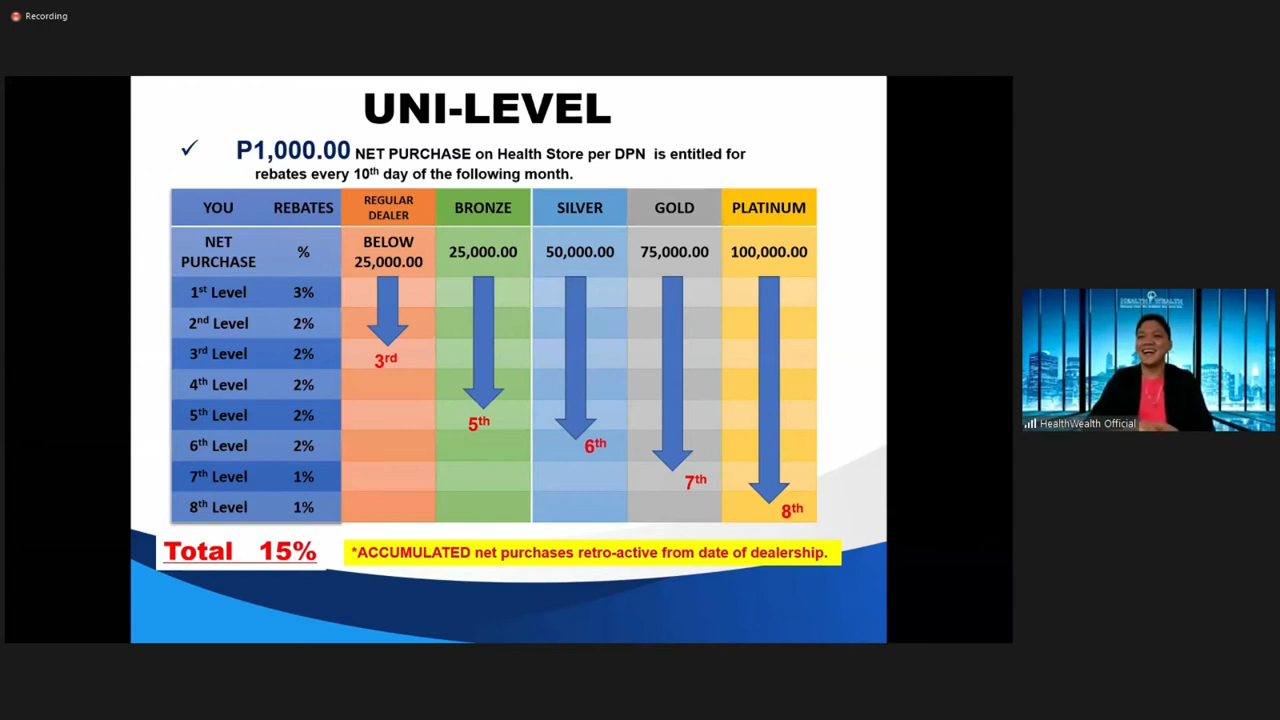 Recording
UNI-LEVEL
✓ P1,000.00 NET PURCHASE on Health Store per DPN is entitled for
rebates every 10th day of the following month.
YOU REBATES REGULAR DEALER BRONZE SILVER GOLD PLATINUM
NET PURCHASE % BELOW 25,000.00 25,000.00 50,000.00 75,000.00 100,000.00
1st Level 3%
2nd Level 2%
3rd Level 2% 3rd
4th Level 2%
5th Level 2% 5th
6th Level 2% 6th
7th Level 1% 7th
8th Level 1% 8th
Total 15% *ACCUMULATED net purchases retro-active from date of dealership.
HEALTH WEALTH
HealthWealth Official